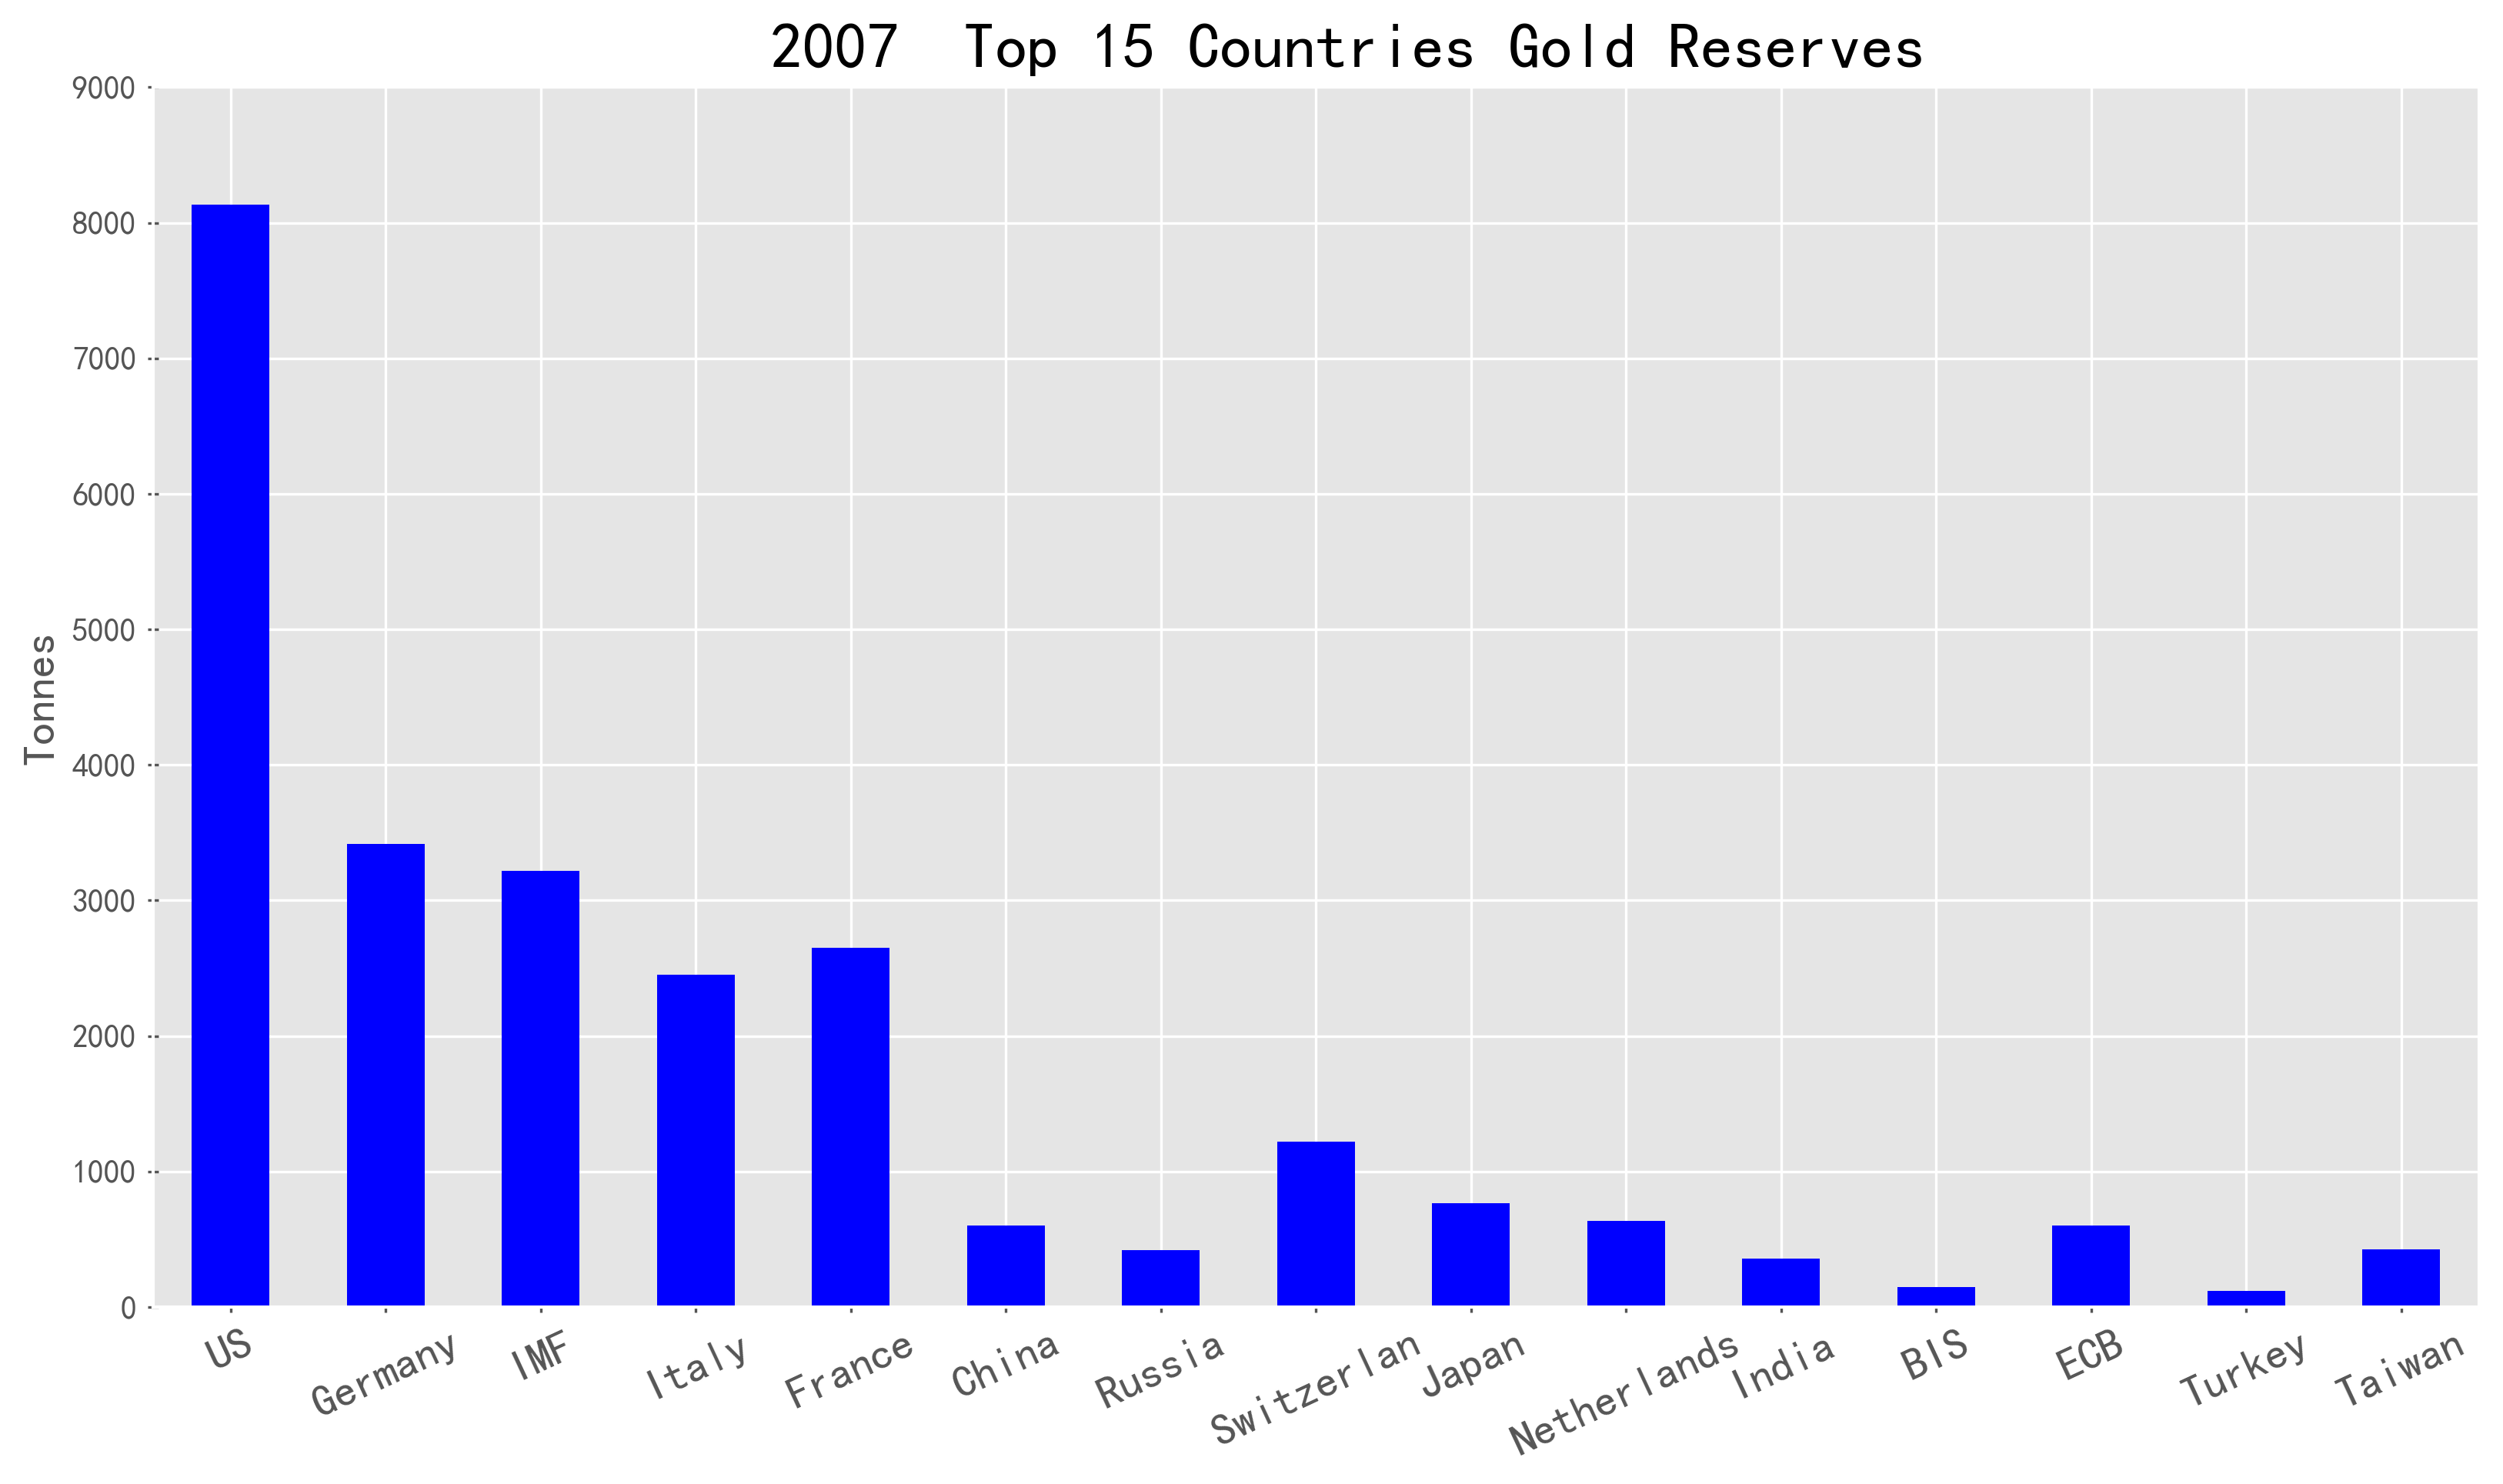 2007  Top 15 Countries Gold Reserves
9000
8000
7000
6000
5000
4000
3000
2000
1000
0
Tonnes
US
Germany
IMF
Italy
France
China
Russia
Switzerlan
Japan
Netherlands
India
BIS
ECB
Turkey
Taiwan